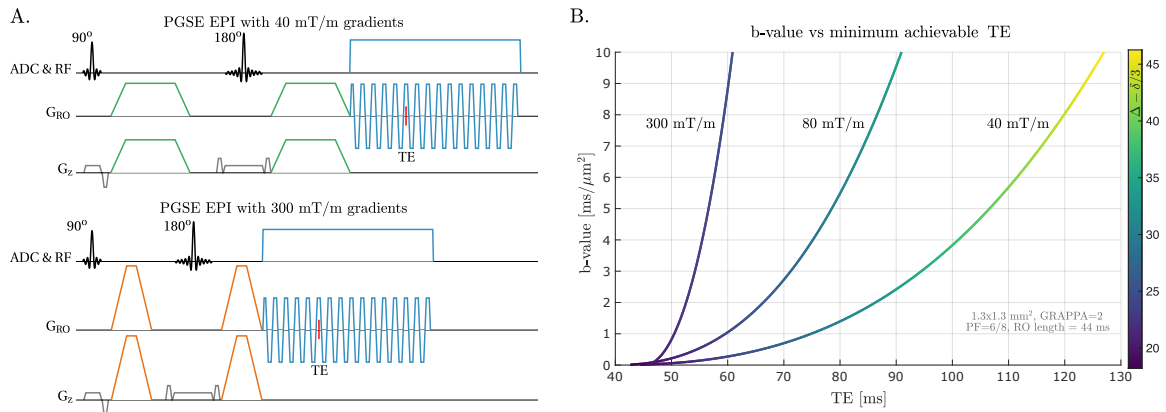 A.
PGSE EPI with 40 mT/m gradients
90°
180°
ADC & RF
G_RO
TE
G_z
PGSE EPI with 300 mT/m gradients
90°
180°
ADC & RF
G_RO
TE
G_z
B.
b-value vs minimum achievable TE
10
9
8
7
6
5
4
3
2
1
0
b-value [ms/μm²]
300 mT/m
80 mT/m
40 mT/m
1.3x1.3 mm², GRAPPA=2
PF=6/8, RO length = 44 ms
40
50
60
70
80
90
100
110
120
130
TE [ms]
Δ − δ/3
45
40
35
30
25
20